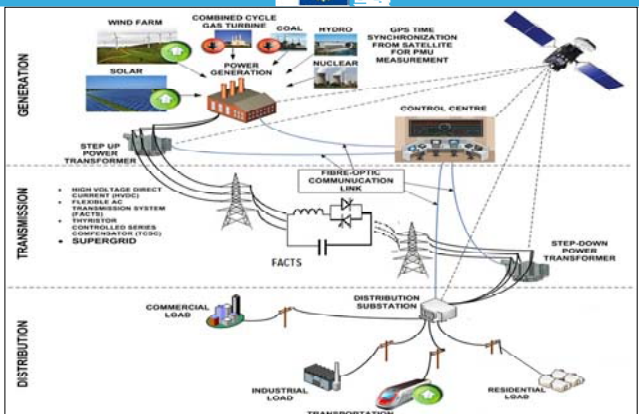 WIND FARM
COMBINED CYCLE
GAS TURBINE
COAL
HYDRO
GPS TIME
SYNCHRONIZATION
FROM SATELLITE
FOR PMU
MEASUREMENT
SOLAR
POWER
GENERATION
NUCLEAR
GENERATION
CONTROL CENTRE
STEP UP
POWER
TRANSFORMER
FIBRE-OPTIC
COMMUNUCATION
LINK
TRANSMISSION
• HIGH VOLTAGE DIRECT
CURRENT (HVDC)
• FLEXIBLE AC
TRANSMISSION SYSTEM
(FACTS)
• THYRISTOR
CONTROLLED SERIES
COMPENSATOR (TCSC)
• SUPERGRID
FACTS
STEP-DOWN
POWER
TRANSFORMER
DISTRIBUTION
SUBSTATION
COMMERCIAL
LOAD
DISTRIBUTION
INDUSTRIAL
LOAD
RESIDENTIAL
LOAD
TRANSPORTATION